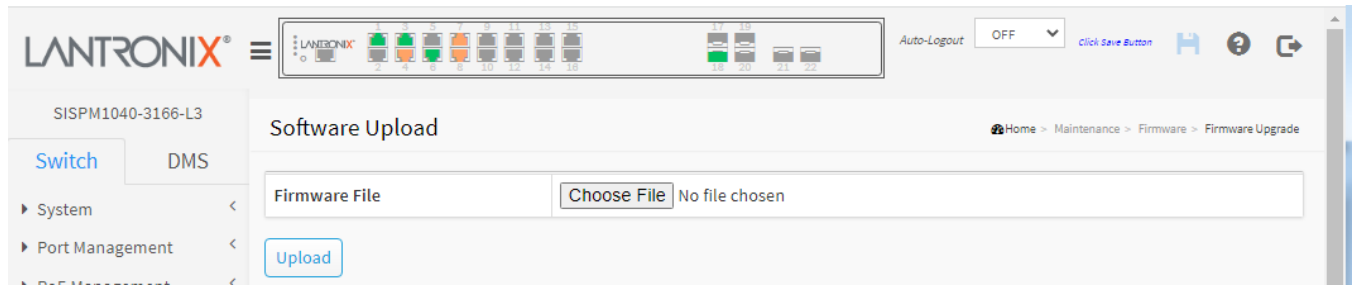 LANTRONIX®
1 3 5 7 9 11 13 15 17 19
LANTRONIX
2 4 6 8 10 12 14 16 18 20 21 22
Auto-Logout OFF Click Save Button
SISPM1040-3166-L3
Switch DMS
System
Port Management
PoE Management
Software Upload
Home > Maintenance > Firmware > Firmware Upgrade
Firmware File Choose File No file chosen
Upload